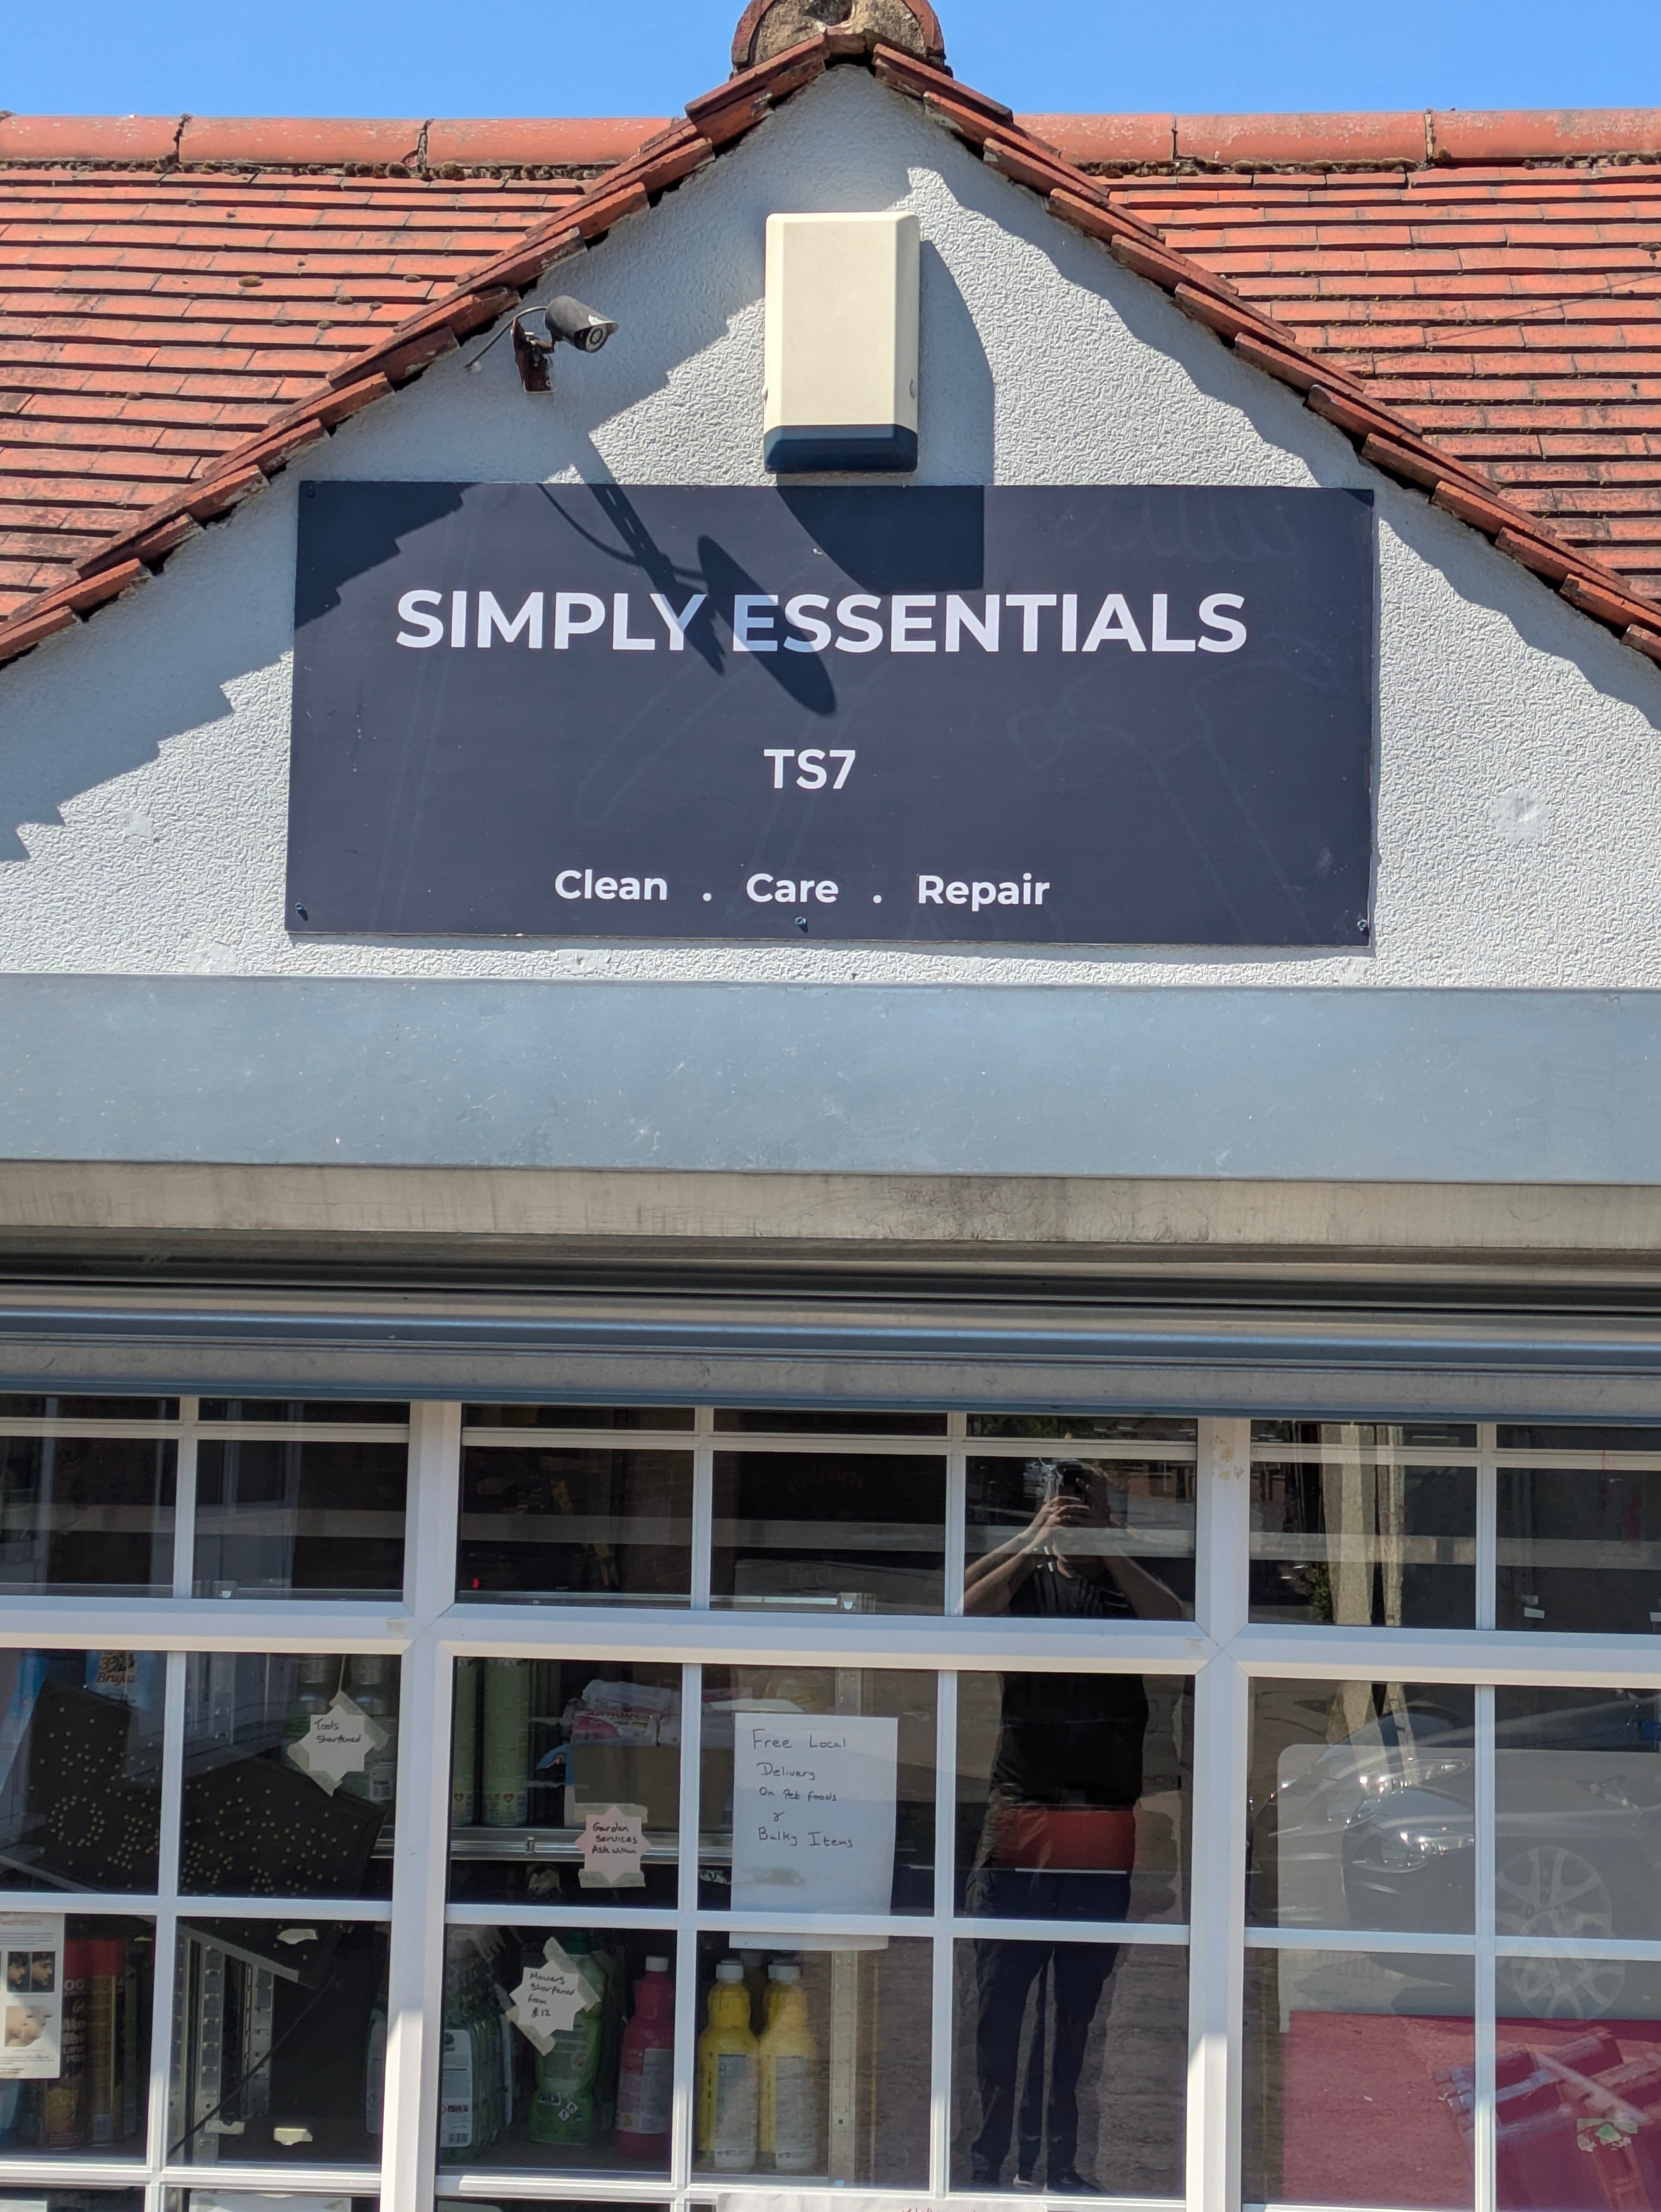 SIMPLY ESSENTIALS
TS7
Clean . Care . Repair
Tools
Sharpened
Free Local
Delivery
On Pet Foods
&
Bulky Items
Garden
Services
Ask within
Mowers
Sharpened
from
£12